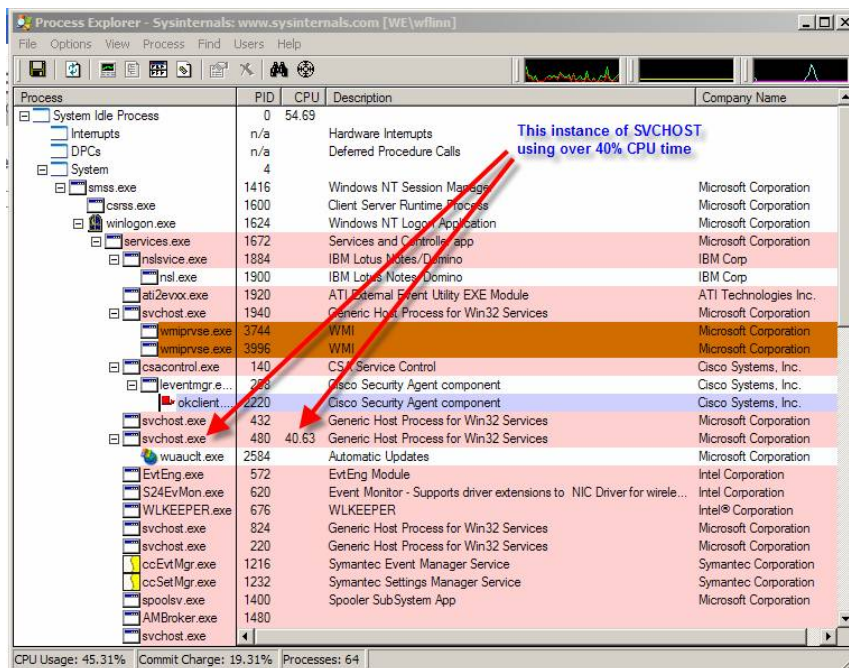 Process Explorer - Sysinternals: www.sysinternals.com [WE\wflinn]
File Options View Process Find Users Help
Process PID CPU Description Company Name
System Idle Process 0 54.69
Interrupts n/a Hardware Interrupts
DPCs n/a Deferred Procedure Calls
This instance of SVCHOST
using over 40% CPU time
System 4
smss.exe 1416 Windows NT Session Manager Microsoft Corporation
csrss.exe 1600 Client Server Runtime Process Microsoft Corporation
winlogon.exe 1624 Windows NT Logon Application Microsoft Corporation
services.exe 1672 Services and Controller app Microsoft Corporation
nslsvice.exe 1884 IBM Lotus Notes/Domino IBM Corp
nsl.exe 1900 IBM Lotus Notes/Domino IBM Corp
ati2evxx.exe 1920 ATI External Event Utility EXE Module ATI Technologies Inc.
svchost.exe 1940 Generic Host Process for Win32 Services Microsoft Corporation
wmiprvse.exe 3744 WMI Microsoft Corporation
wmiprvse.exe 3996 WMI Microsoft Corporation
csacontrol.exe 140 CSA Service Control Cisco Systems, Inc.
leventmgr.e... Cisco Security Agent component Cisco Systems, Inc.
okclient.... 2220 Cisco Security Agent component Cisco Systems, Inc.
svchost.exe 432 Generic Host Process for Win32 Services Microsoft Corporation
svchost.exe 480 40.63 Generic Host Process for Win32 Services Microsoft Corporation
wuauclt.exe 2584 Automatic Updates Microsoft Corporation
EvtEng.exe 572 EvtEng Module Intel Corporation
S24EvMon.exe 620 Event Monitor - Supports driver extensions to NIC Driver for wirele... Intel Corporation
WLKEEPER.exe 676 WLKEEPER Intel® Corporation
svchost.exe 824 Generic Host Process for Win32 Services Microsoft Corporation
svchost.exe 220 Generic Host Process for Win32 Services Microsoft Corporation
ccEvtMgr.exe 1216 Symantec Event Manager Service Symantec Corporation
ccSetMgr.exe 1232 Symantec Settings Manager Service Symantec Corporation
spoolsv.exe 1400 Spooler SubSystem App Microsoft Corporation
AMBroker.exe 1480
svchost.exe
CPU Usage: 45.31% Commit Charge: 19.31% Processes: 64